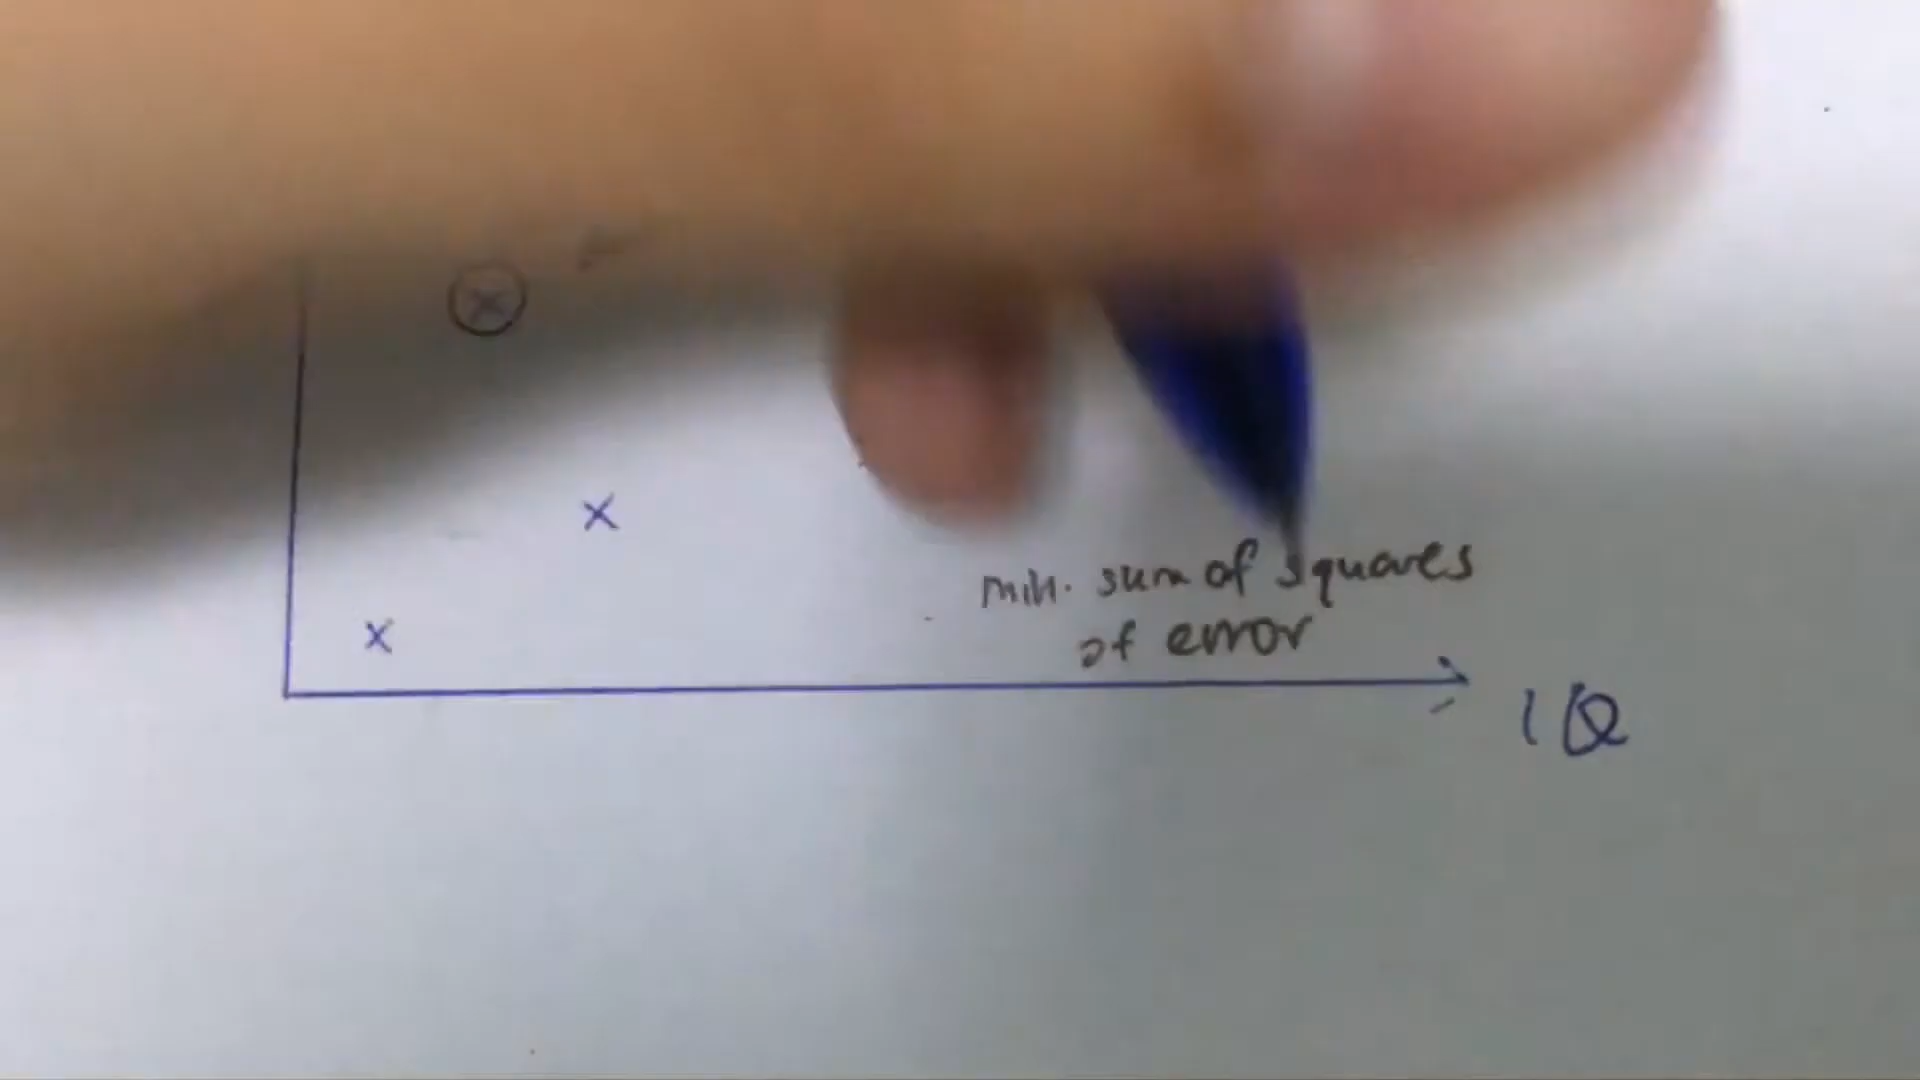 min. sum of squares
of error
IQ